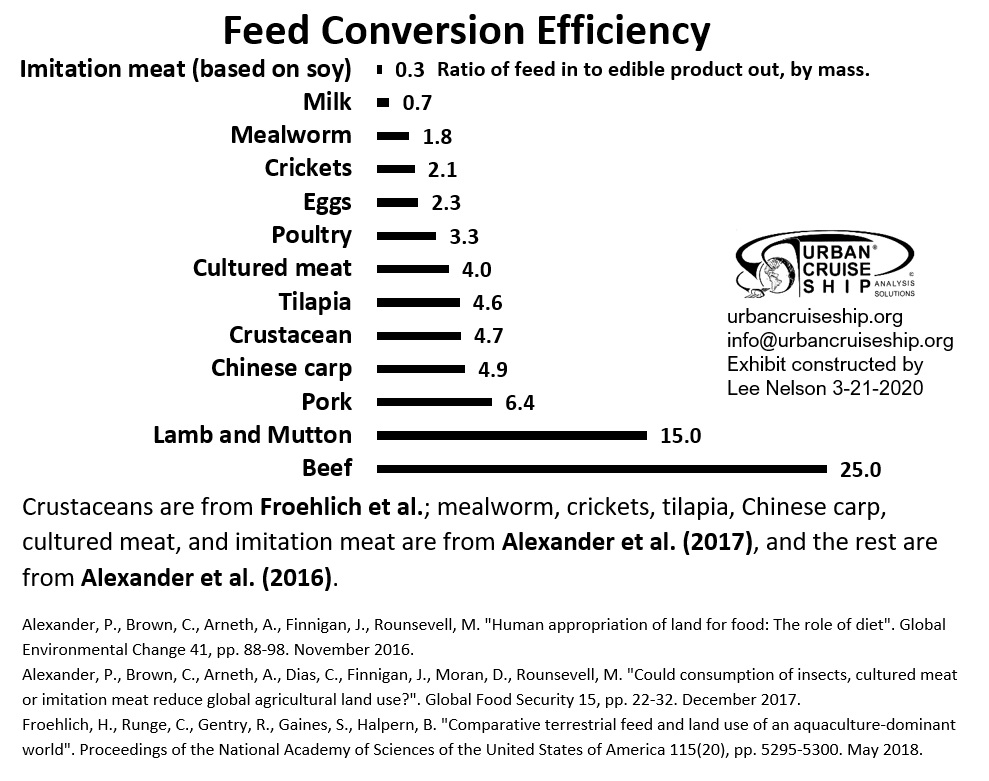 Feed Conversion Efficiency
Imitation meat (based on soy) 0.3 Ratio of feed in to edible product out, by mass.
Milk 0.7
Mealworm 1.8
Crickets 2.1
Eggs 2.3
Poultry 3.3
Cultured meat 4.0
Tilapia 4.6
Crustacean 4.7
Chinese carp 4.9
Pork 6.4
Lamb and Mutton 15.0
Beef 25.0
URBAN®
CRUISE
SHIP ©
ANALYSIS
SOLUTIONS
urbancruiseship.org
info@urbancruiseship.org
Exhibit constructed by
Lee Nelson 3-21-2020
Crustaceans are from Froehlich et al.; mealworm, crickets, tilapia, Chinese carp,
cultured meat, and imitation meat are from Alexander et al. (2017), and the rest are
from Alexander et al. (2016).
Alexander, P., Brown, C., Arneth, A., Finnigan, J., Rounsevell, M. "Human appropriation of land for food: The role of diet". Global
Environmental Change 41, pp. 88-98. November 2016.
Alexander, P., Brown, C., Arneth, A., Dias, C., Finnigan, J., Moran, D., Rounsevell, M. "Could consumption of insects, cultured meat
or imitation meat reduce global agricultural land use?". Global Food Security 15, pp. 22-32. December 2017.
Froehlich, H., Runge, C., Gentry, R., Gaines, S., Halpern, B. "Comparative terrestrial feed and land use of an aquaculture-dominant
world". Proceedings of the National Academy of Sciences of the United States of America 115(20), pp. 5295-5300. May 2018.